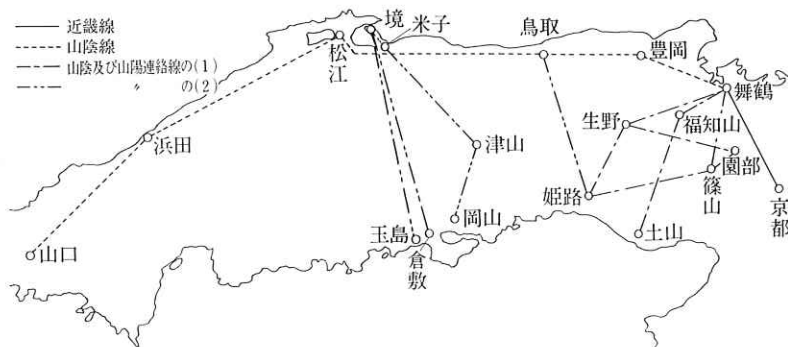 近畿線
山陰線
山陰及び山陽連絡線の(1)
〃 の(2)
境
米子
鳥取
豊岡
松江
舞鶴
生野
福知山
浜田
津山
園部
姫路
篠山
京都
玉島
倉敷
岡山
土山
山口